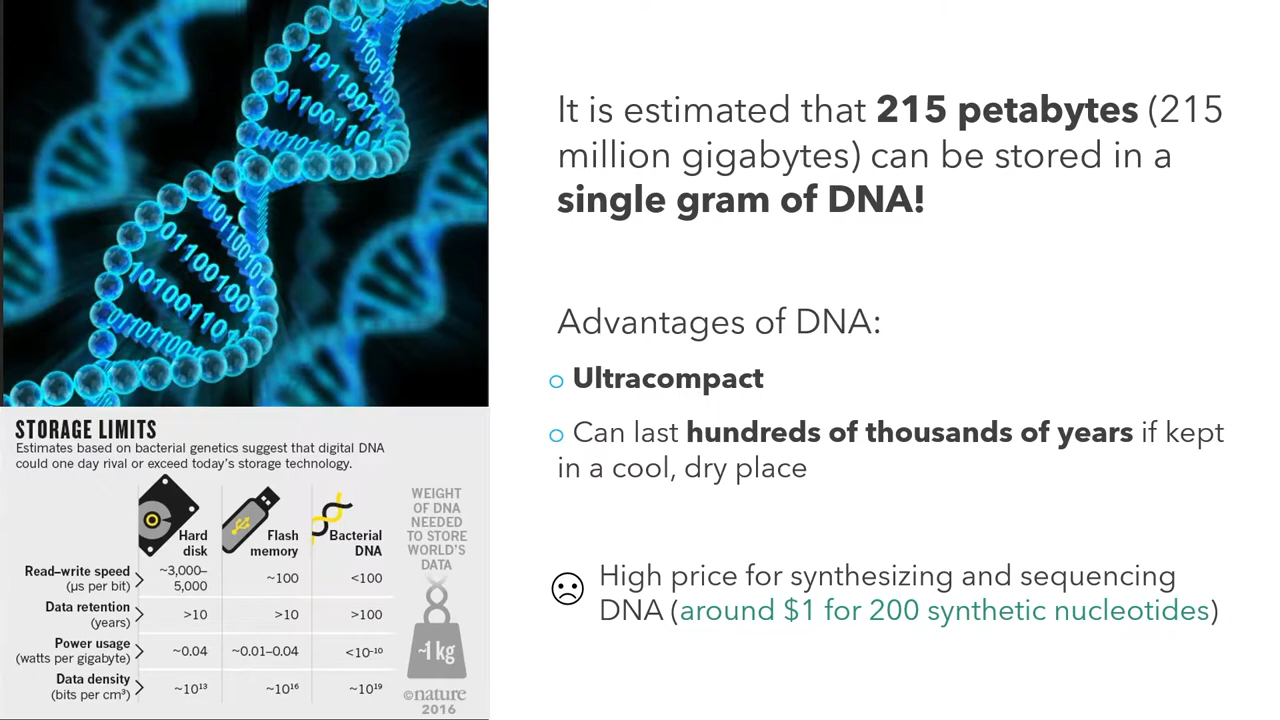 It is estimated that 215 petabytes (215
million gigabytes) can be stored in a
single gram of DNA!
Advantages of DNA:
o Ultracompact
o Can last hundreds of thousands of years if kept
in a cool, dry place
High price for synthesizing and sequencing
DNA (around $1 for 200 synthetic nucleotides)
STORAGE LIMITS
Estimates based on bacterial genetics suggest that digital DNA
could one day rival or exceed today's storage technology.
Hard
disk
Flash
memory
Bacterial
DNA
Read–write speed
(µs per bit)
~3,000–
5,000
~100
<100
Data retention
(years)
>10
>10
>100
Power usage
(watts per gigabyte)
~0.04
~0.01–0.04
<10⁻¹⁰
Data density
(bits per cm³)
~10¹³
~10¹⁶
~10¹⁹
WEIGHT
OF DNA
NEEDED
TO STORE
WORLD'S
DATA
~1 kg
©nature
2016